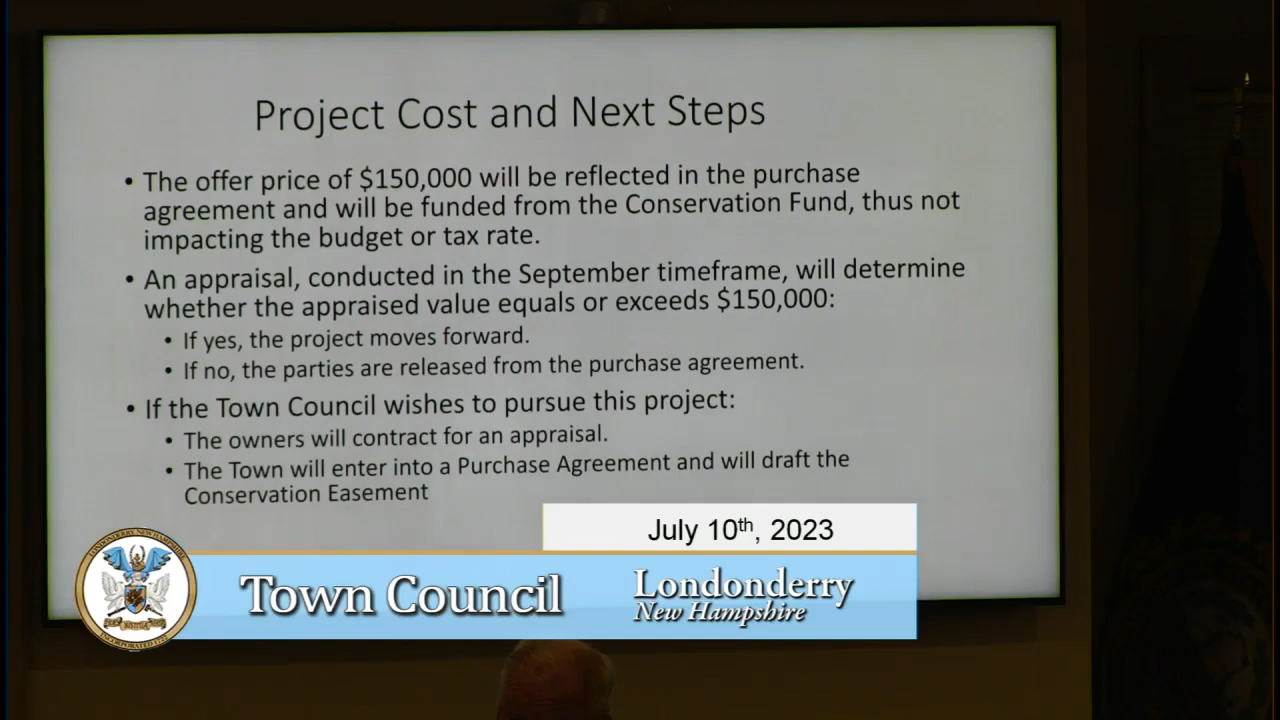 Project Cost and Next Steps
• The offer price of $150,000 will be reflected in the purchase
agreement and will be funded from the Conservation Fund, thus not
impacting the budget or tax rate.
• An appraisal, conducted in the September timeframe, will determine
whether the appraised value equals or exceeds $150,000:
• If yes, the project moves forward.
• If no, the parties are released from the purchase agreement.
• If the Town Council wishes to pursue this project:
• The owners will contract for an appraisal.
• The Town will enter into a Purchase Agreement and will draft the
Conservation Easement
July 10th, 2023
Town Council
Londonderry
New Hampshire